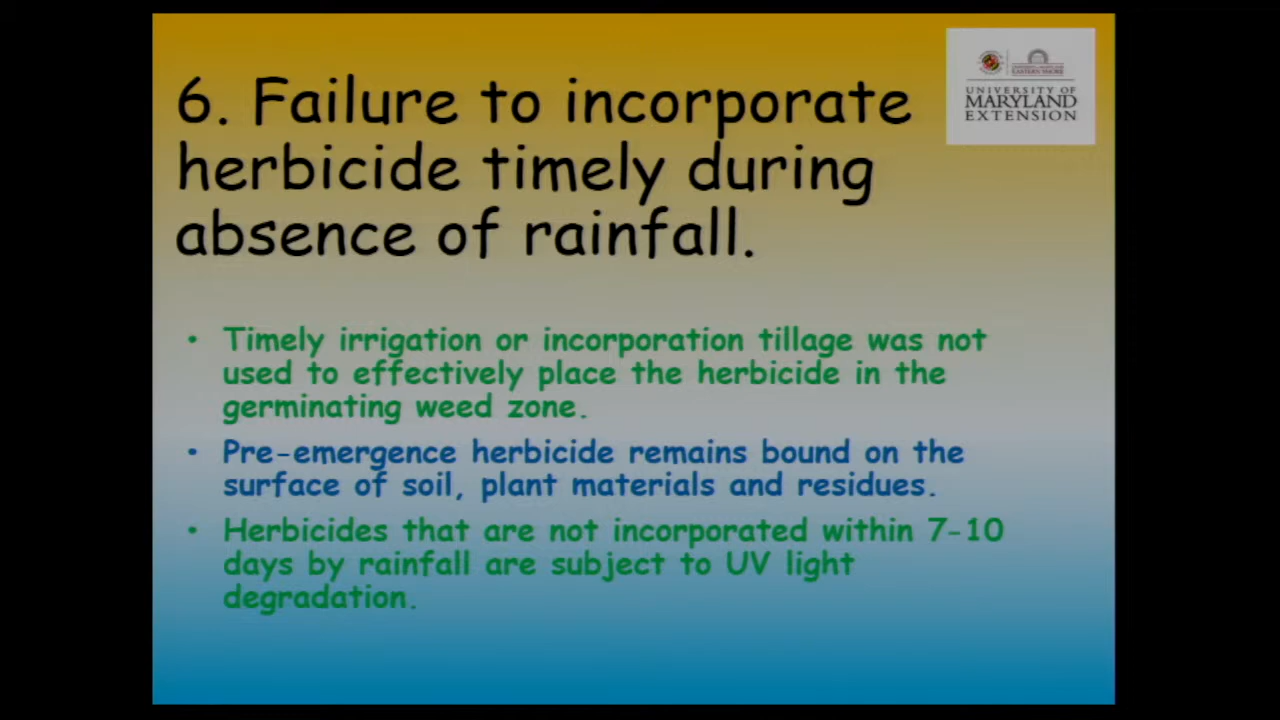 6. Failure to incorporate
herbicide timely during
absence of rainfall.
UNIVERSITY OF
MARYLAND
EXTENSION
• Timely irrigation or incorporation tillage was not
used to effectively place the herbicide in the
germinating weed zone.
• Pre-emergence herbicide remains bound on the
surface of soil, plant materials and residues.
• Herbicides that are not incorporated within 7-10
days by rainfall are subject to UV light
degradation.